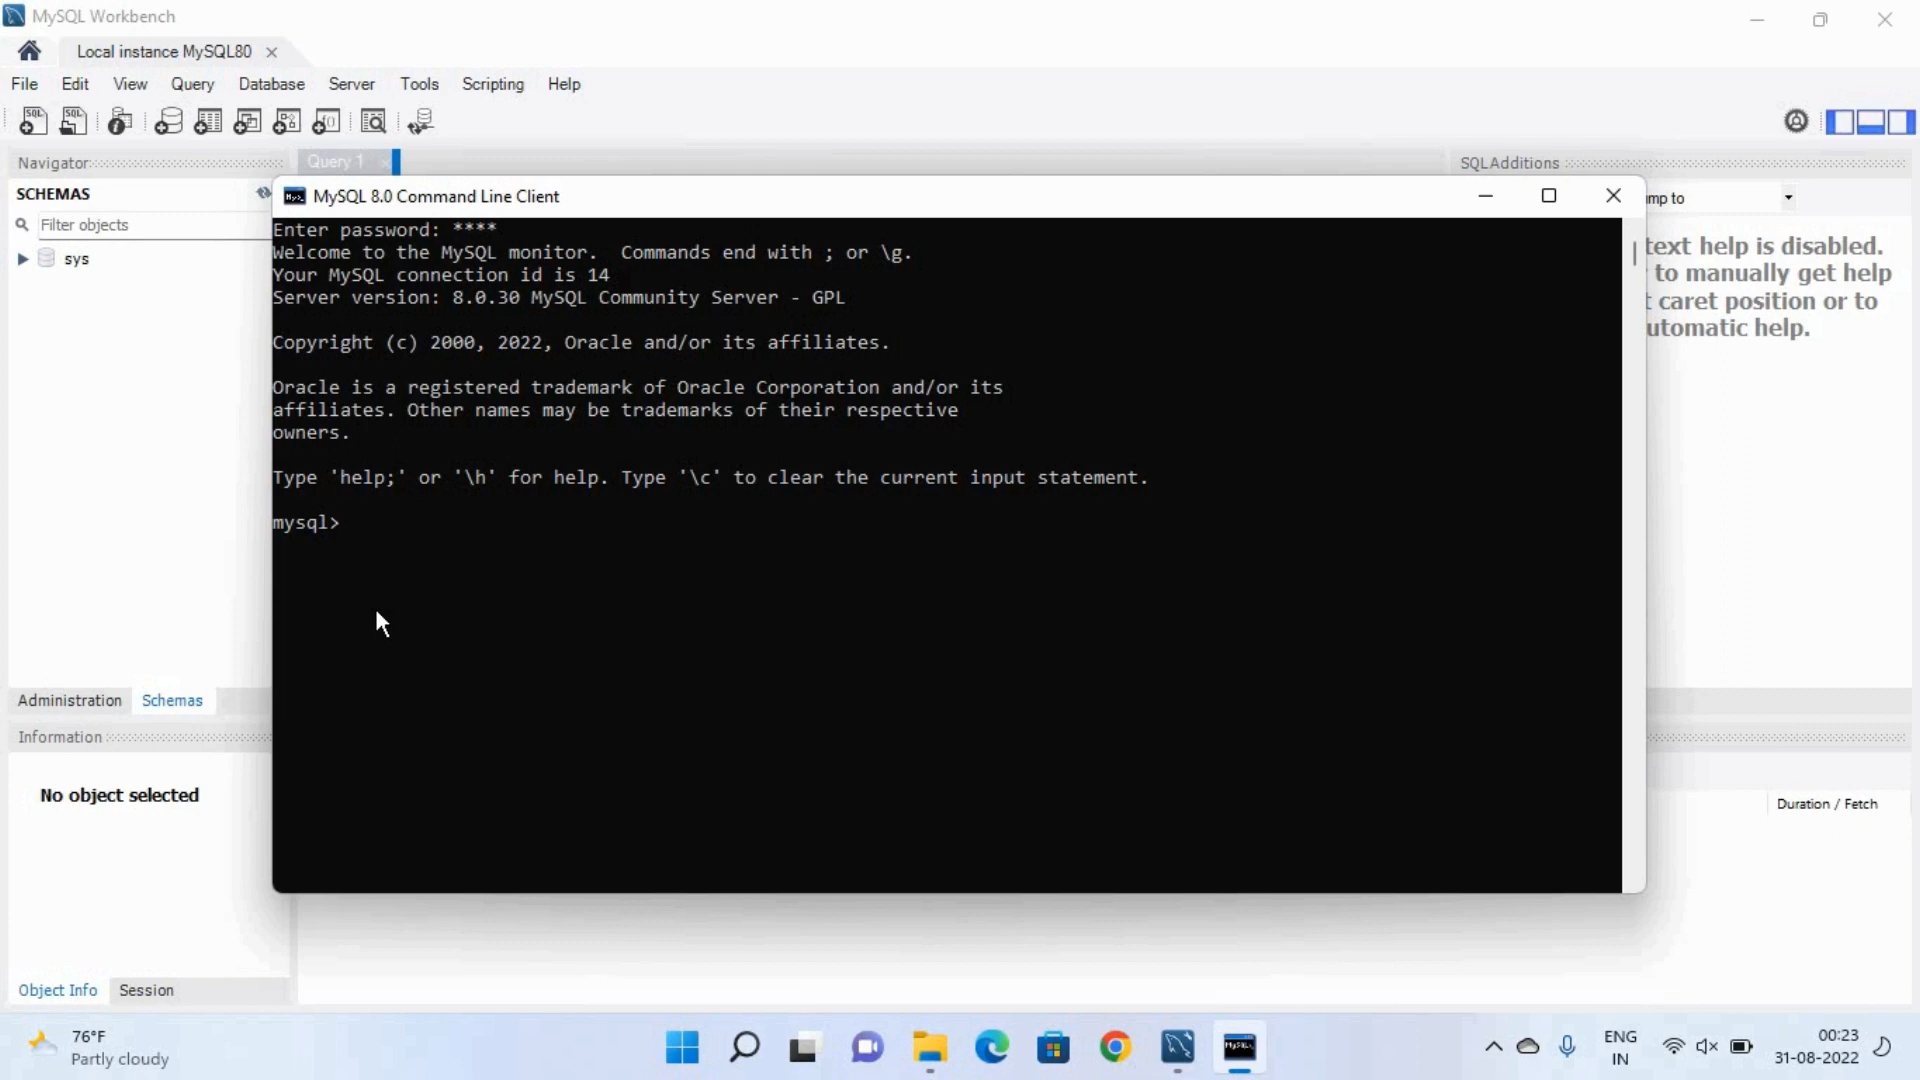 MySQL Workbench
Local instance MySQL80
File Edit View Query Database Server Tools Scripting Help
Navigator
Query 1
SQLAdditions
SCHEMAS
Filter objects
sys
MySQL 8.0 Command Line Client
mp to
Enter password: ****
Welcome to the MySQL monitor.  Commands end with ; or \g.
Your MySQL connection id is 14
Server version: 8.0.30 MySQL Community Server - GPL
Copyright (c) 2000, 2022, Oracle and/or its affiliates.
Oracle is a registered trademark of Oracle Corporation and/or its
affiliates. Other names may be trademarks of their respective
owners.
Type 'help;' or '\h' for help. Type '\c' to clear the current input statement.
mysql>
text help is disabled.
to manually get help
t caret position or to
utomatic help.
Administration Schemas
Information
No object selected
Duration / Fetch
Object Info Session
76°F
Partly cloudy
ENG
IN
00:23
31-08-2022